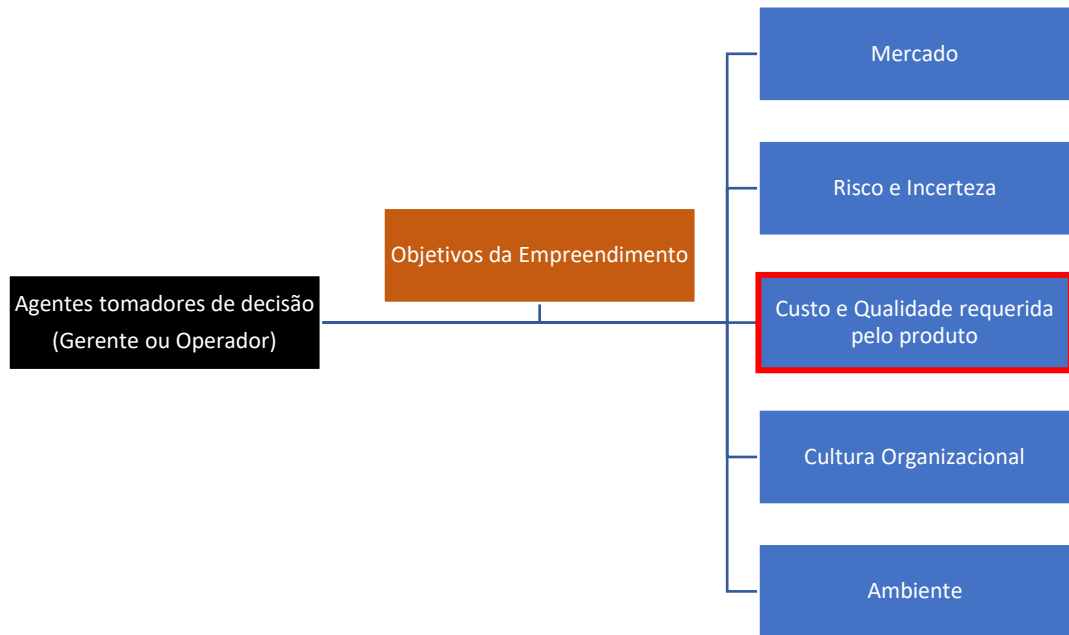 Agentes tomadores de decisão
(Gerente ou Operador)
Objetivos da Empreendimento
Mercado
Risco e Incerteza
Custo e Qualidade requerida
pelo produto
Cultura Organizacional
Ambiente